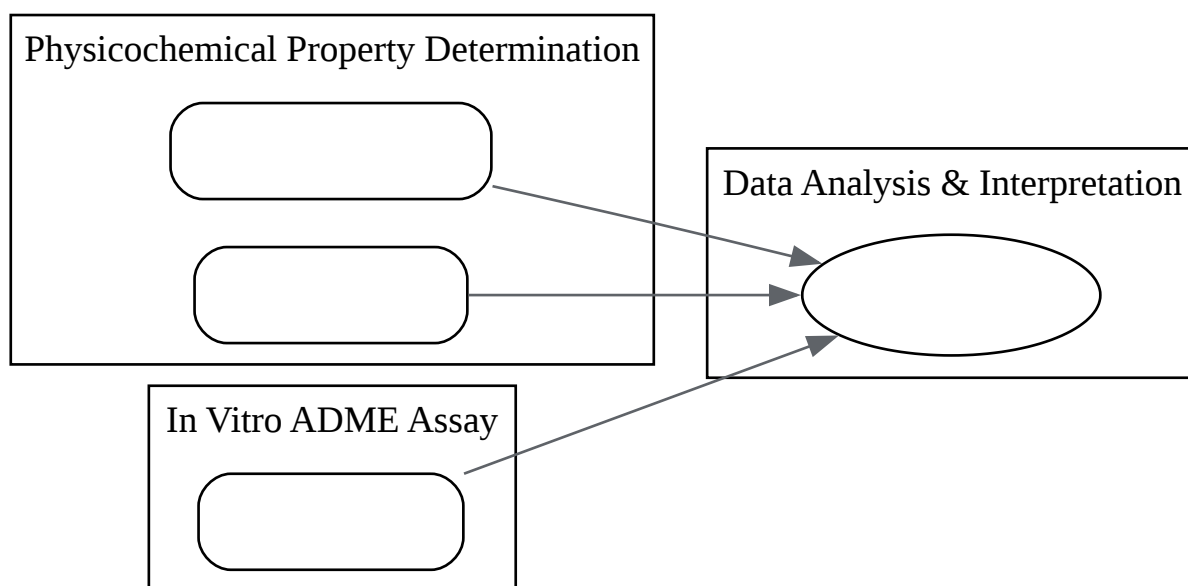 Physicochemical Property Determination
Data Analysis & Interpretation
In Vitro ADME Assay